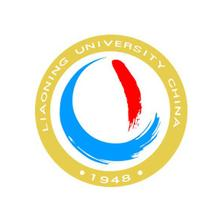 LIAONING UNIVERSITY CHINA
· 1948 ·